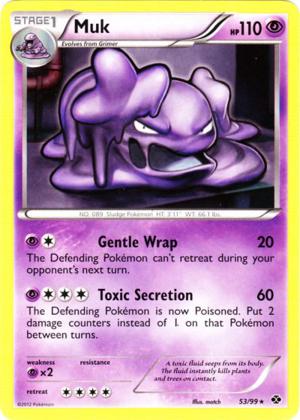 STAGE1
Muk
HP110
Evolves from Grimer
NO. 089 Sludge Pokémon HT: 3'11" WT: 66.1 lbs.
Gentle Wrap 20
The Defending Pokémon can't retreat during your
opponent's next turn.
Toxic Secretion 60
The Defending Pokémon is now Poisoned. Put 2
damage counters instead of 1 on that Pokémon
between turns.
weakness resistance
×2
retreat
A toxic fluid seeps from its body.
The fluid instantly kills plants
and trees on contact.
©2012 Pokémon
Illus. match
53/99 ★